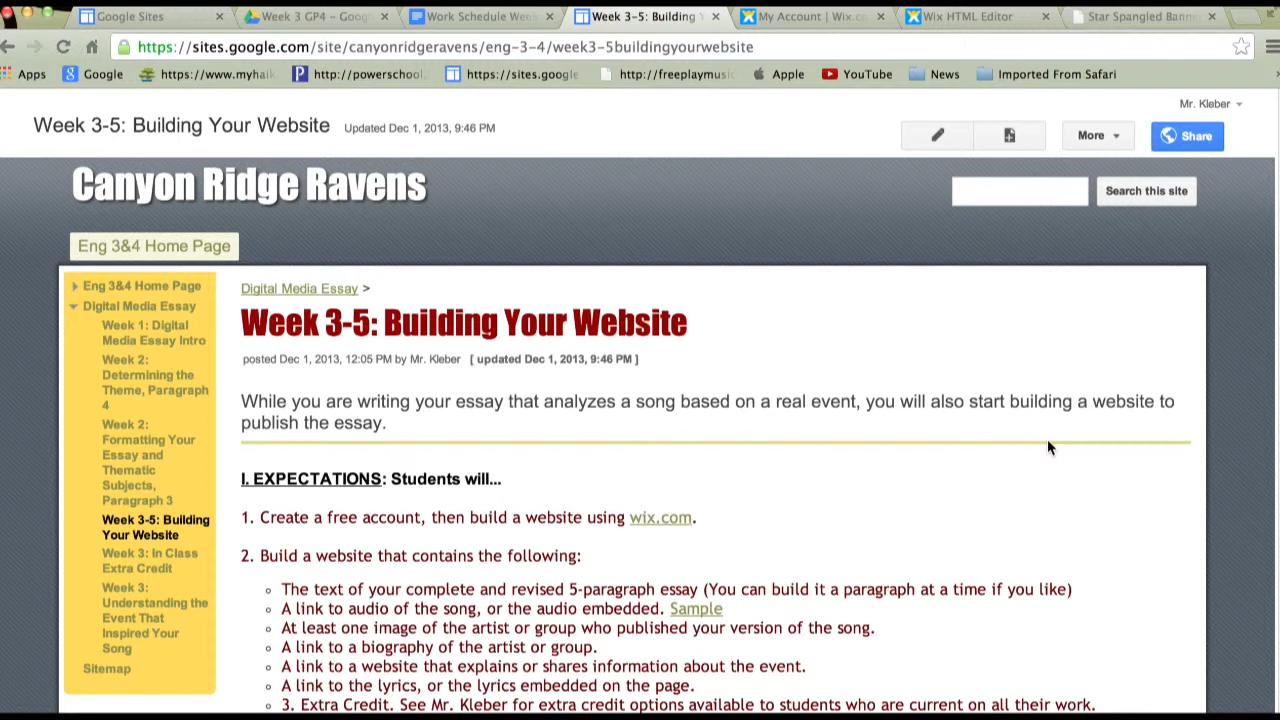 Google Sites
Week 3 GP4 – Goog
Work Schedule Wee
Week 3-5: Building Y
My Account | Wix.c
Wix HTML Editor
Star Spangled Bann
https://sites.google.com/site/canyonridgeravens/eng-3-4/week3-5buildingyourwebsite
Apps
Google
https://www.myhaik
http://powerschool.
https://sites.google
http://freeplaymusi
Apple
YouTube
News
Imported From Safari
Mr. Kleber
Week 3-5: Building Your Website Updated Dec 1, 2013, 9:46 PM
More
Share
Canyon Ridge Ravens
Search this site
Eng 3&4 Home Page
Eng 3&4 Home Page
Digital Media Essay
Week 1: Digital
Media Essay Intro
Week 2:
Determining the
Theme, Paragraph
4
Week 2:
Formatting Your
Essay and
Thematic
Subjects,
Paragraph 3
Week 3-5: Building
Your Website
Week 3: In Class
Extra Credit
Week 3:
Understanding the
Event That
Inspired Your
Song
Sitemap
Digital Media Essay >
Week 3-5: Building Your Website
posted Dec 1, 2013, 12:05 PM by Mr. Kleber [ updated Dec 1, 2013, 9:46 PM ]
While you are writing your essay that analyzes a song based on a real event, you will also start building a website to
publish the essay.
I. EXPECTATIONS: Students will...
1. Create a free account, then build a website using wix.com.
2. Build a website that contains the following:
The text of your complete and revised 5-paragraph essay (You can build it a paragraph at a time if you like)
A link to audio of the song, or the audio embedded. Sample
At least one image of the artist or group who published your version of the song.
A link to a biography of the artist or group.
A link to a website that explains or shares information about the event.
A link to the lyrics, or the lyrics embedded on the page.
3. Extra Credit. See Mr. Kleber for extra credit options available to students who are current on all their work.